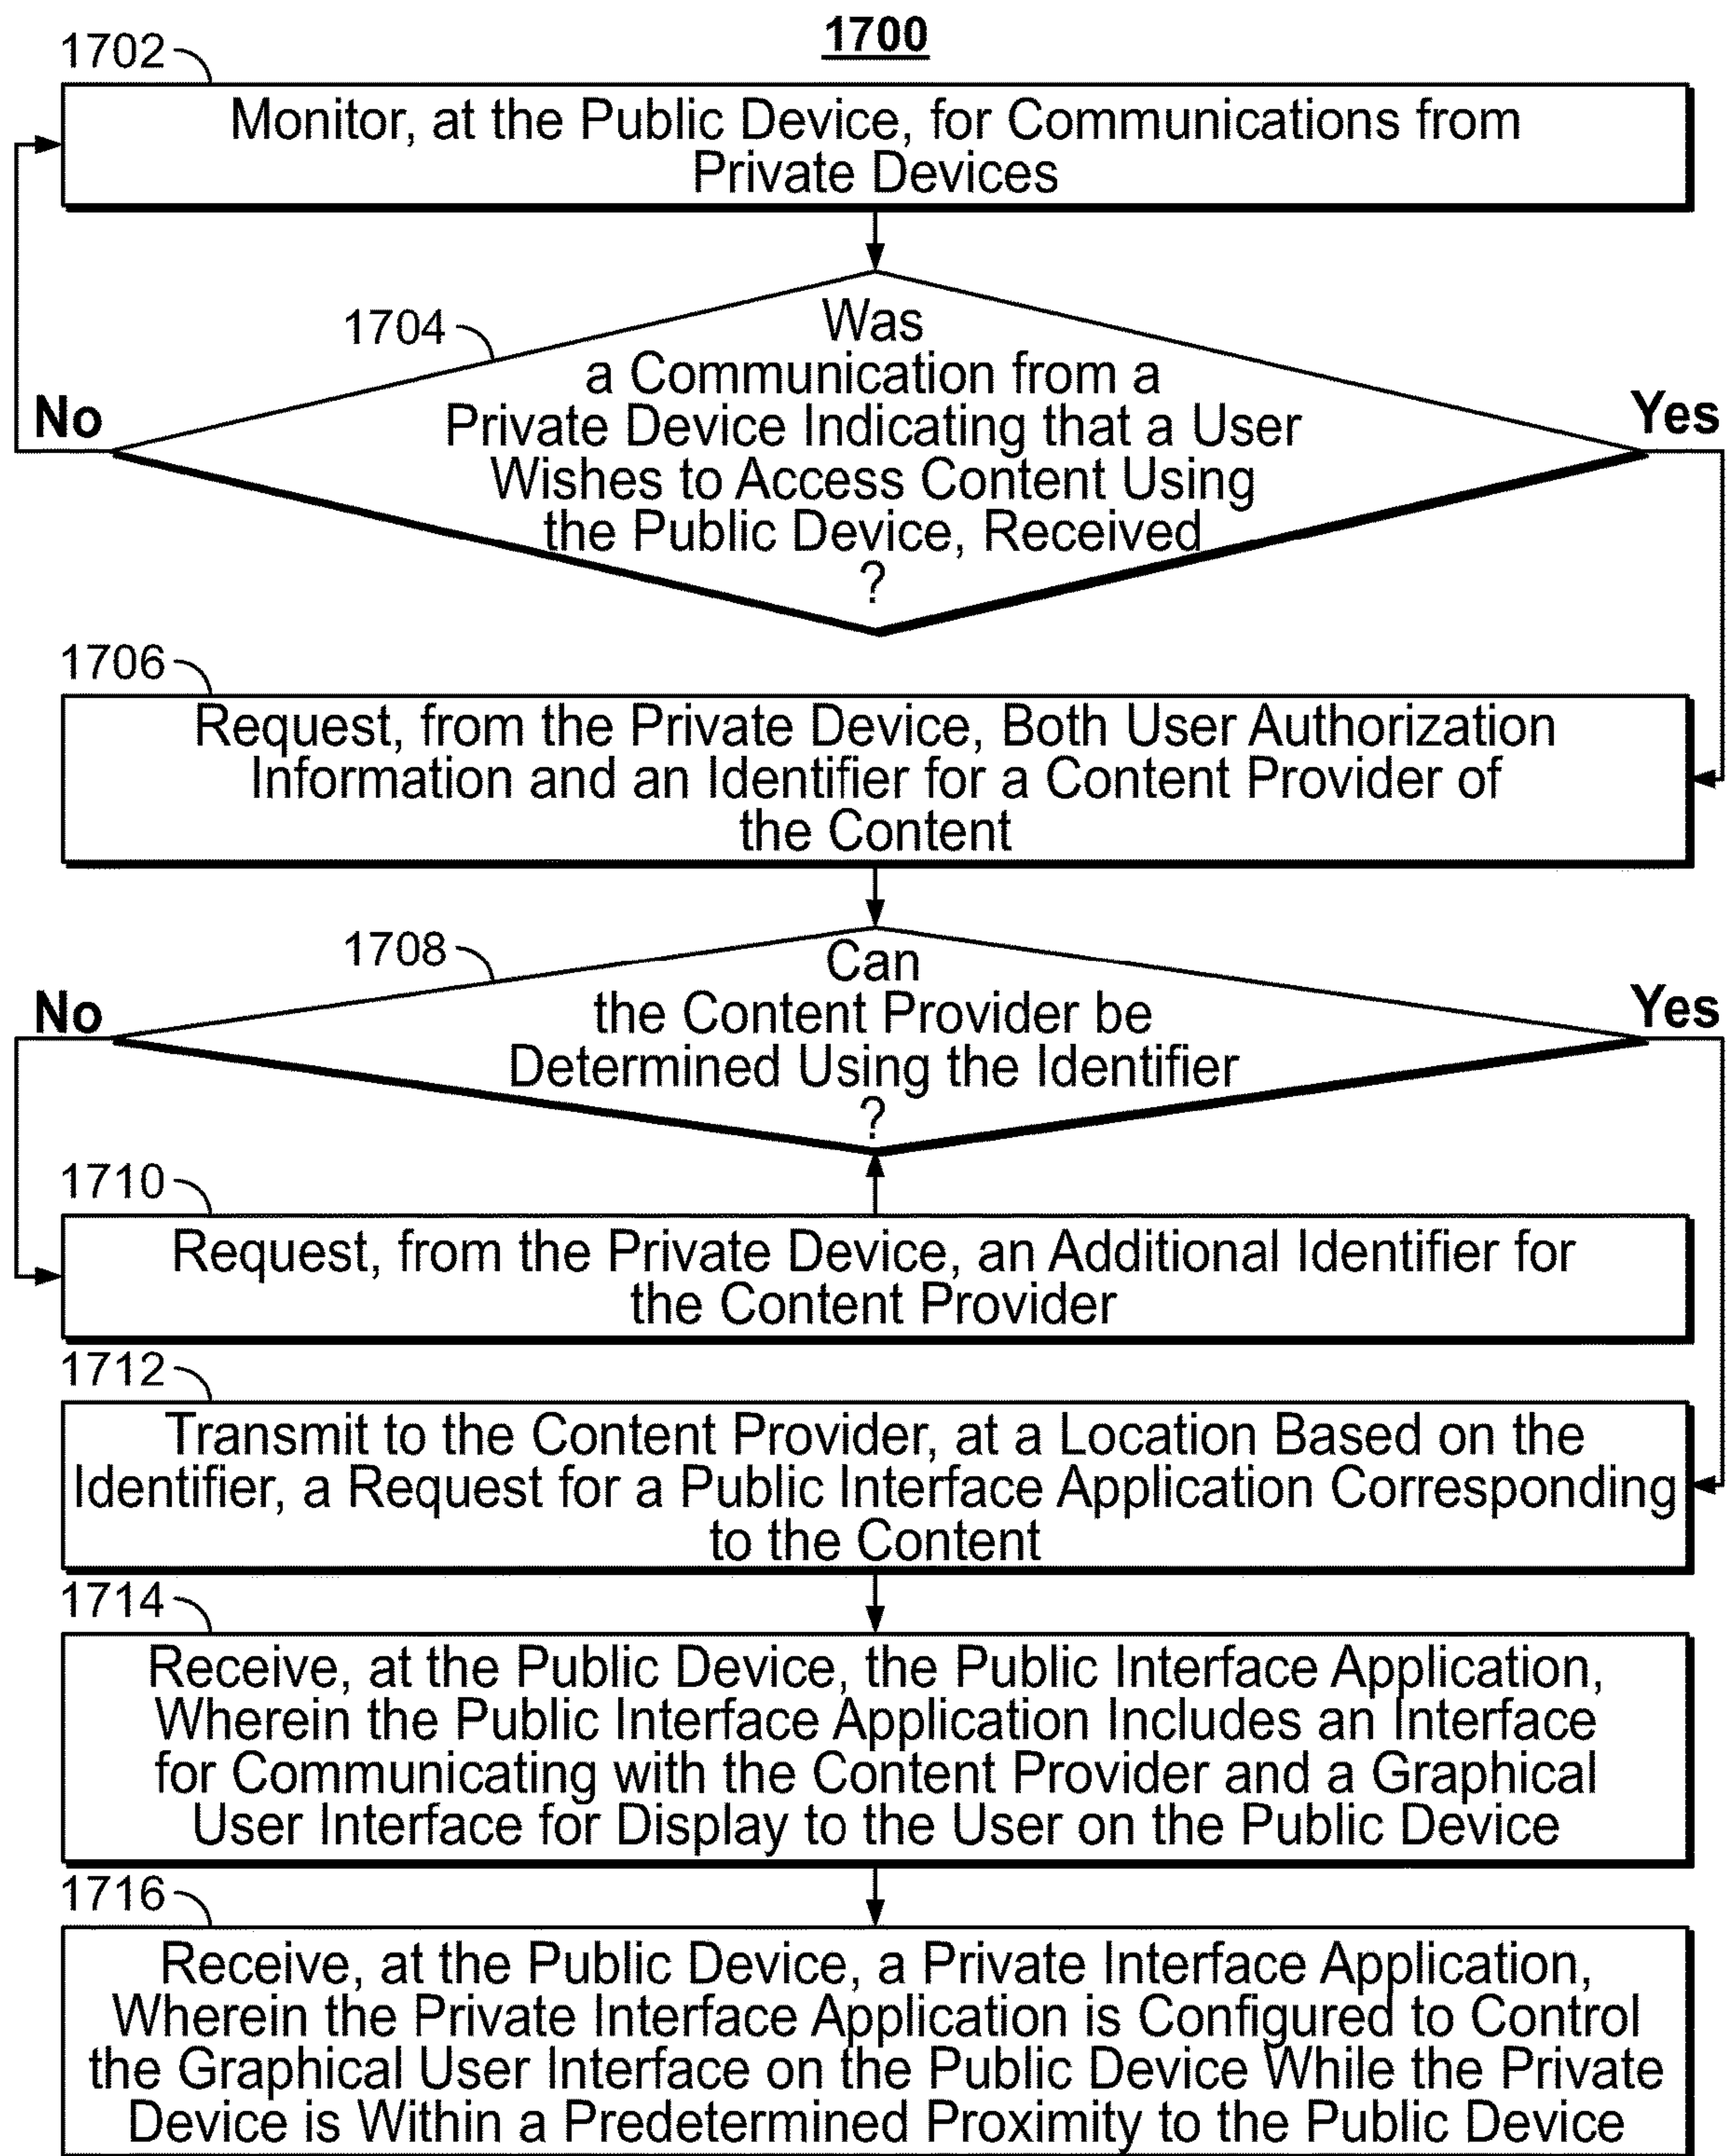 1700
1702
Monitor, at the Public Device, for Communications from
Private Devices
1704
Was
a Communication from a
Private Device Indicating that a User
Wishes to Access Content Using
the Public Device, Received
?
No
Yes
1706
Request, from the Private Device, Both User Authorization
Information and an Identifier for a Content Provider of
the Content
1708
Can
the Content Provider be
Determined Using the Identifier
?
No
Yes
1710
Request, from the Private Device, an Additional Identifier for
the Content Provider
1712
Transmit to the Content Provider, at a Location Based on the
Identifier, a Request for a Public Interface Application Corresponding
to the Content
1714
Receive, at the Public Device, the Public Interface Application,
Wherein the Public Interface Application Includes an Interface
for Communicating with the Content Provider and a Graphical
User Interface for Display to the User on the Public Device
1716
Receive, at the Public Device, a Private Interface Application,
Wherein the Private Interface Application is Configured to Control
the Graphical User Interface on the Public Device While the Private
Device is Within a Predetermined Proximity to the Public Device